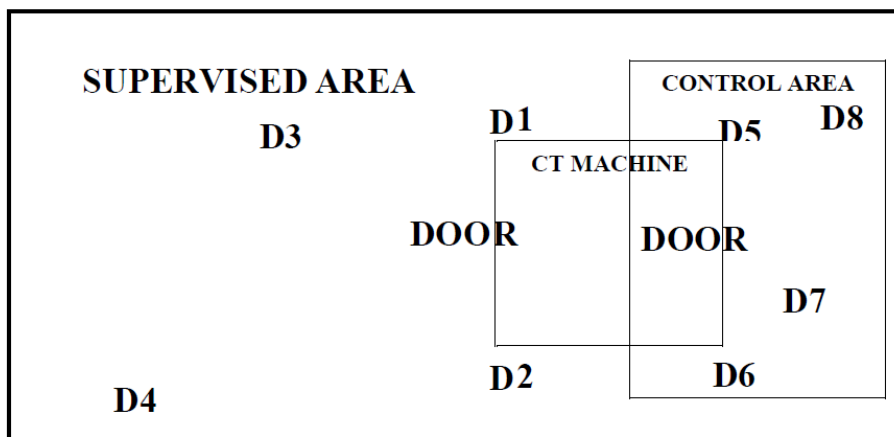 SUPERVISED AREA
CONTROL AREA
D3
D1
D5
D8
CT MACHINE
DOOR
DOOR
D7
D2
D6
D4